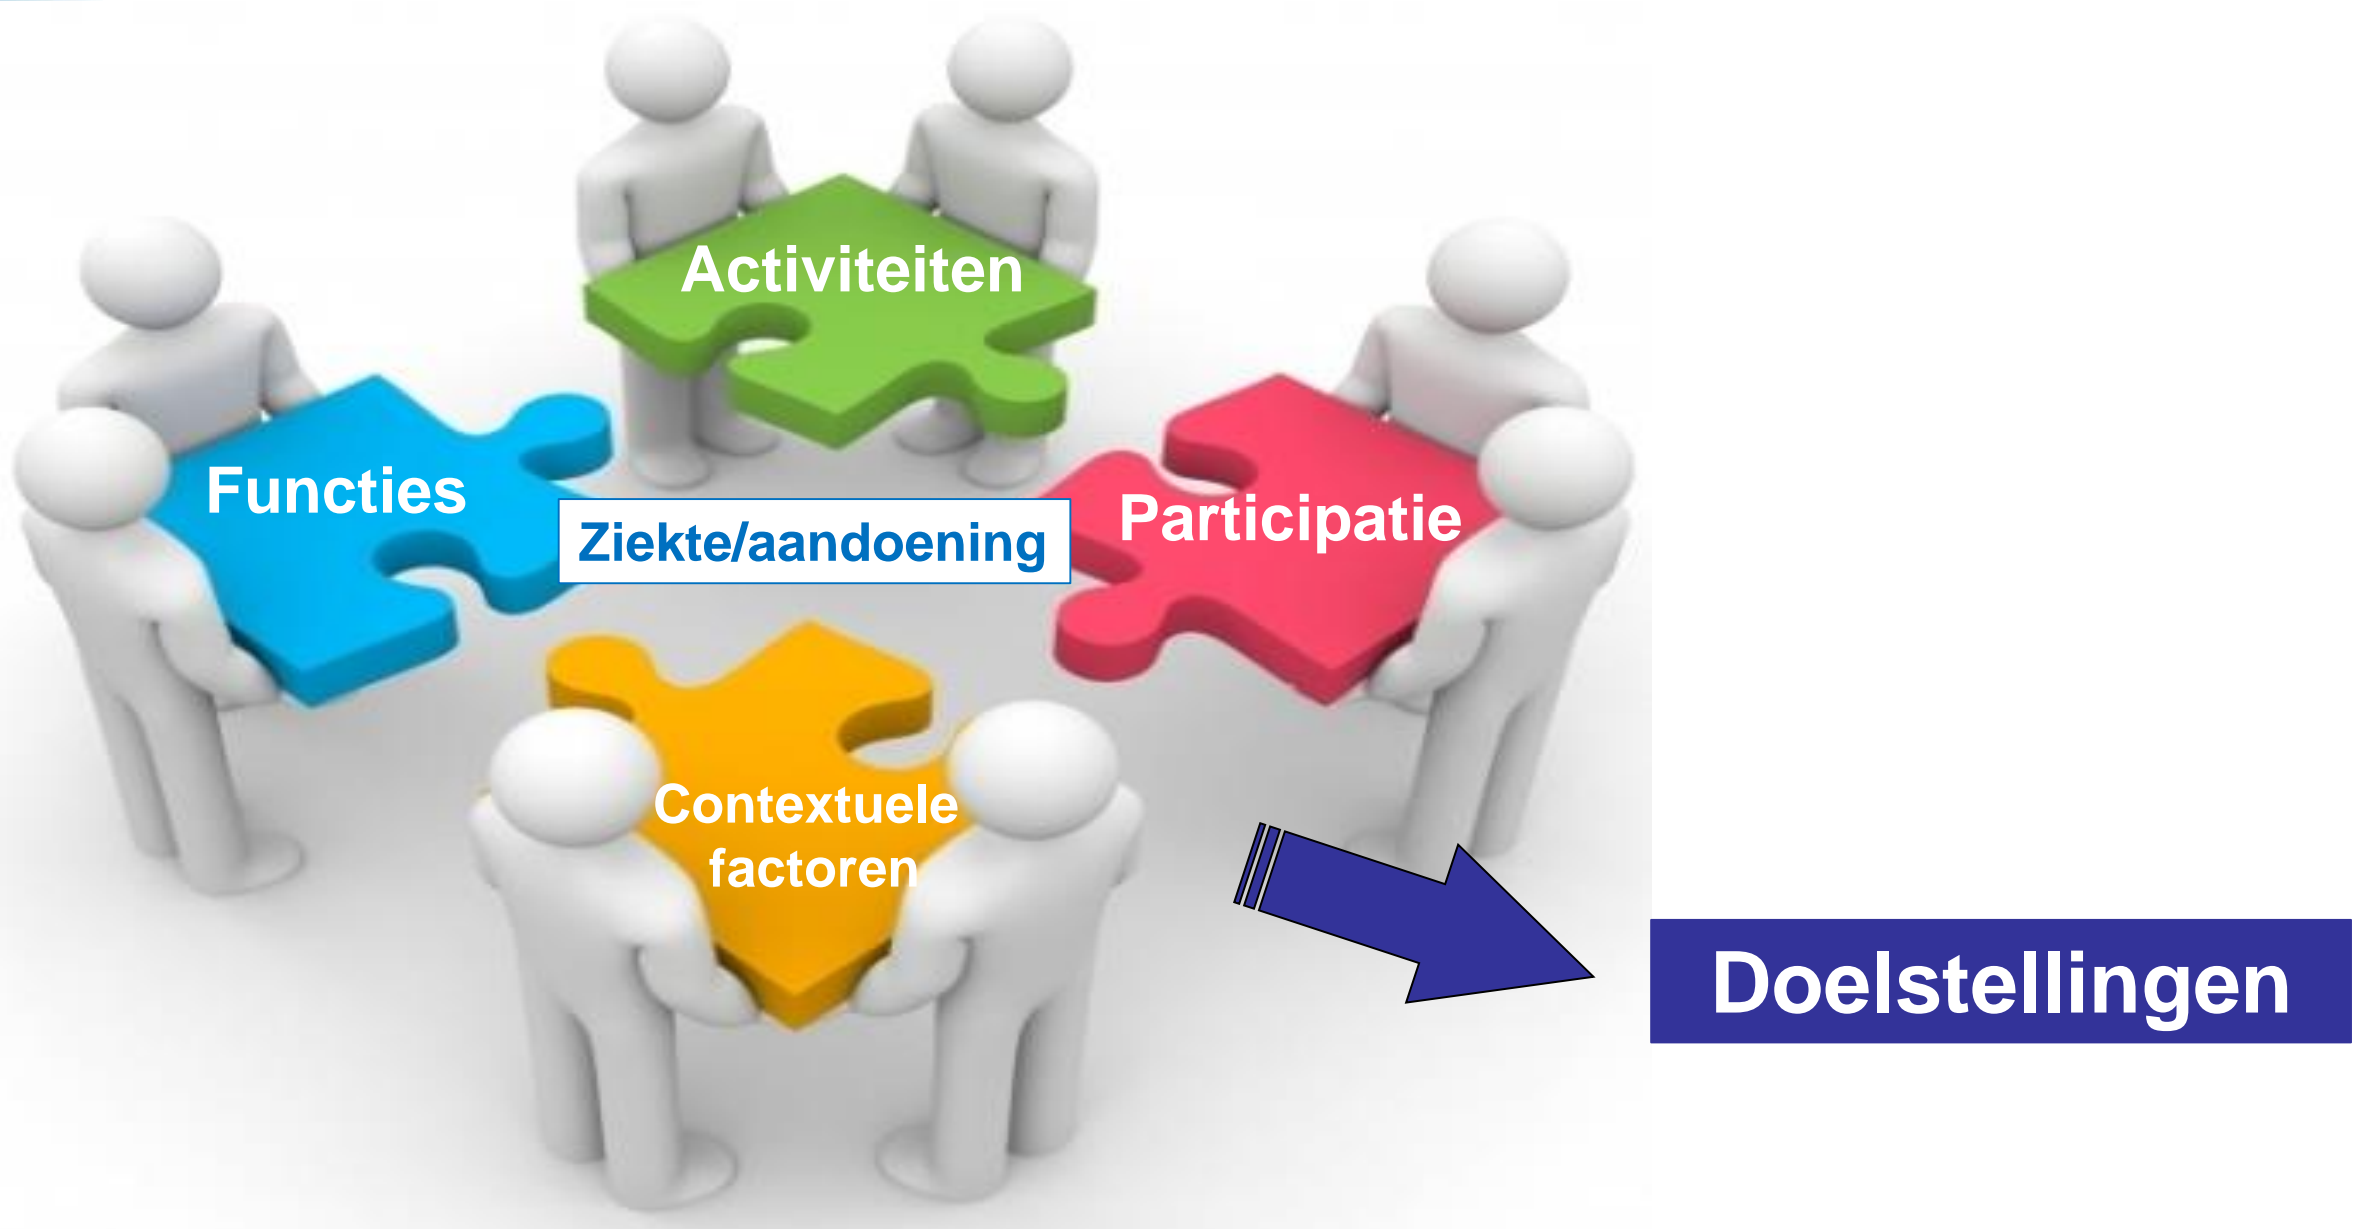 Activiteiten
Functies
Participatie
Ziekte/aandoening
Contextuele
factoren
Doelstellingen